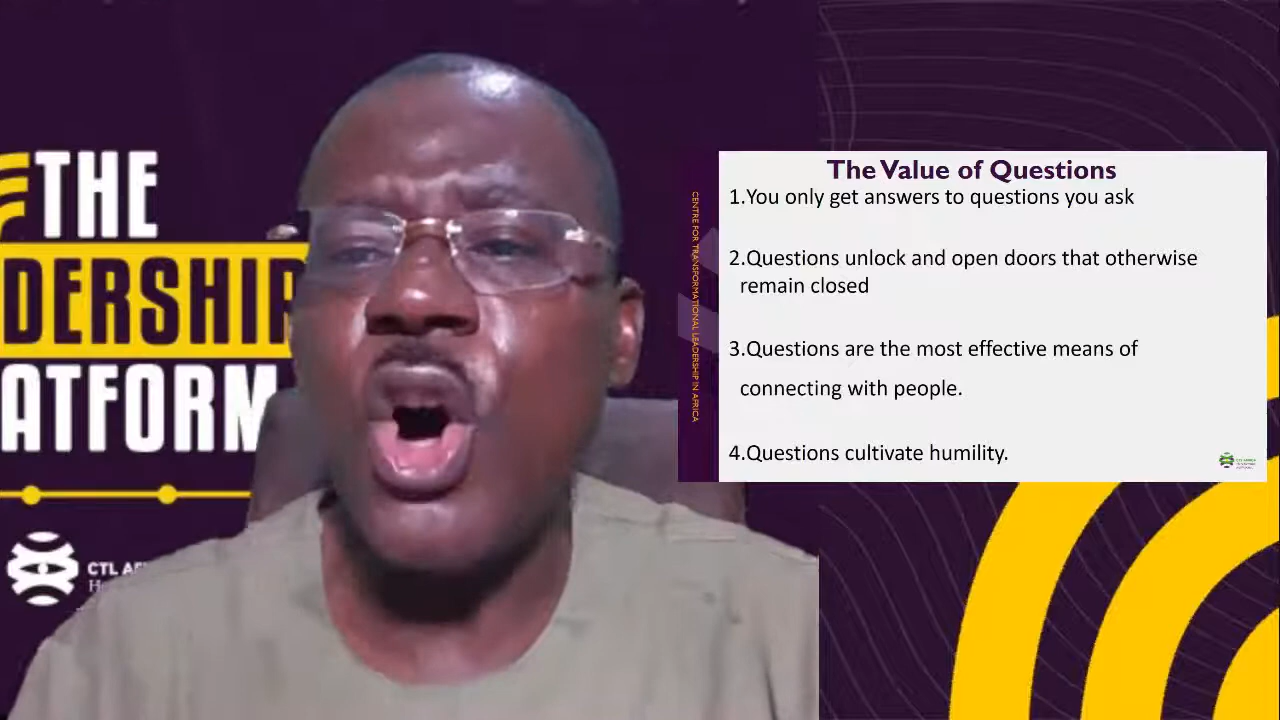 THE
DERSHIP
ATFORM
CTL AF
CENTRE FOR TRANSFORMATIONAL LEADERSHIP IN AFRICA
The Value of Questions
1.You only get answers to questions you ask
2.Questions unlock and open doors that otherwise
remain closed
3.Questions are the most effective means of
connecting with people.
4.Questions cultivate humility.